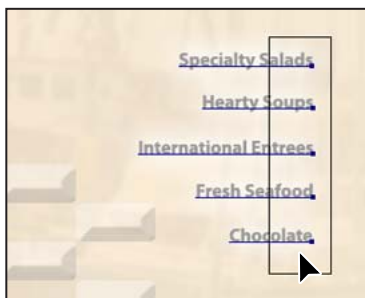 Specialty Salads
Hearty Soups
International Entrees
Fresh Seafood
Chocolate